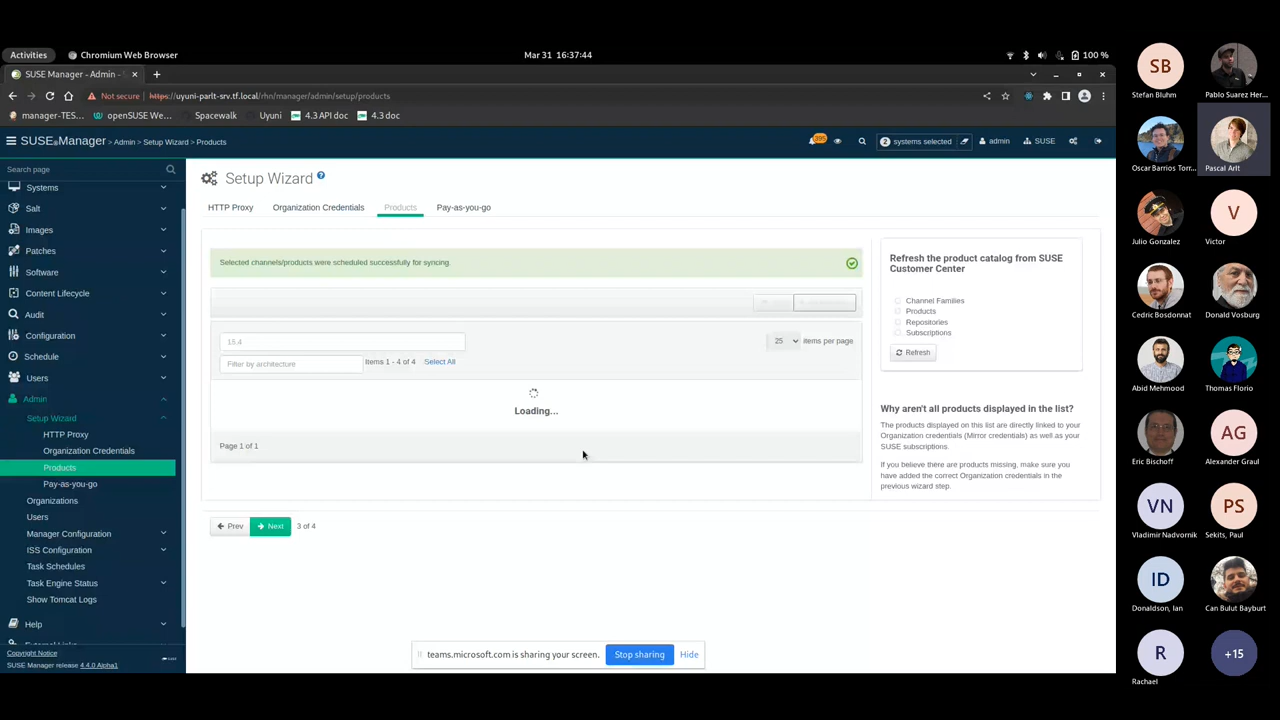 Activities
Chromium Web Browser
Mar 31 16:37:44
100 %
SUSE Manager - Admin -
Not secure
https://uyuni-parlt-srv.tf.local/rhn/manager/admin/setup/products
manager-TES...
openSUSE We...
Spacewalk
Uyuni
4.3 API doc
4.3 doc
SUSE Manager > Admin > Setup Wizard > Products
395
2 systems selected
admin
SUSE
Search page
Systems
Salt
Images
Patches
Software
Content Lifecycle
Audit
Configuration
Schedule
Users
Admin
Setup Wizard
HTTP Proxy
Organization Credentials
Products
Pay-as-you-go
Organizations
Users
Manager Configuration
ISS Configuration
Task Schedules
Task Engine Status
Show Tomcat Logs
Help
External Links
Copyright Notice
SUSE Manager release 4.4.0 Alpha1
Setup Wizard
HTTP Proxy
Organization Credentials
Products
Pay-as-you-go
Selected channels/products were scheduled successfully for syncing.
15.4
25 items per page
Filter by architecture
Items 1 - 4 of 4 Select All
Loading...
Page 1 of 1
Prev
Next
3 of 4
Refresh the product catalog from SUSE
Customer Center
Channel Families
Products
Repositories
Subscriptions
Refresh
Why aren't all products displayed in the list?
The products displayed on this list are directly linked to your
Organization credentials (Mirror credentials) as well as your
SUSE subscriptions.
If you believe there are products missing, make sure you
have added the correct Organization credentials in the
previous wizard step.
teams.microsoft.com is sharing your screen.
Stop sharing
Hide
SB
Stefan Bluhm
Pablo Suarez Her...
Oscar Barrios Torr...
Pascal Arlt
Julio Gonzalez
V
Victor
Cedric Bosdonnat
Donald Vosburg
Abid Mehmood
Thomas Florio
Eric Bischoff
AG
Alexander Graul
VN
Vladimir Nadvornik
PS
Sekits, Paul
ID
Donaldson, Ian
Can Bulut Bayburt
R
Rachael
+15